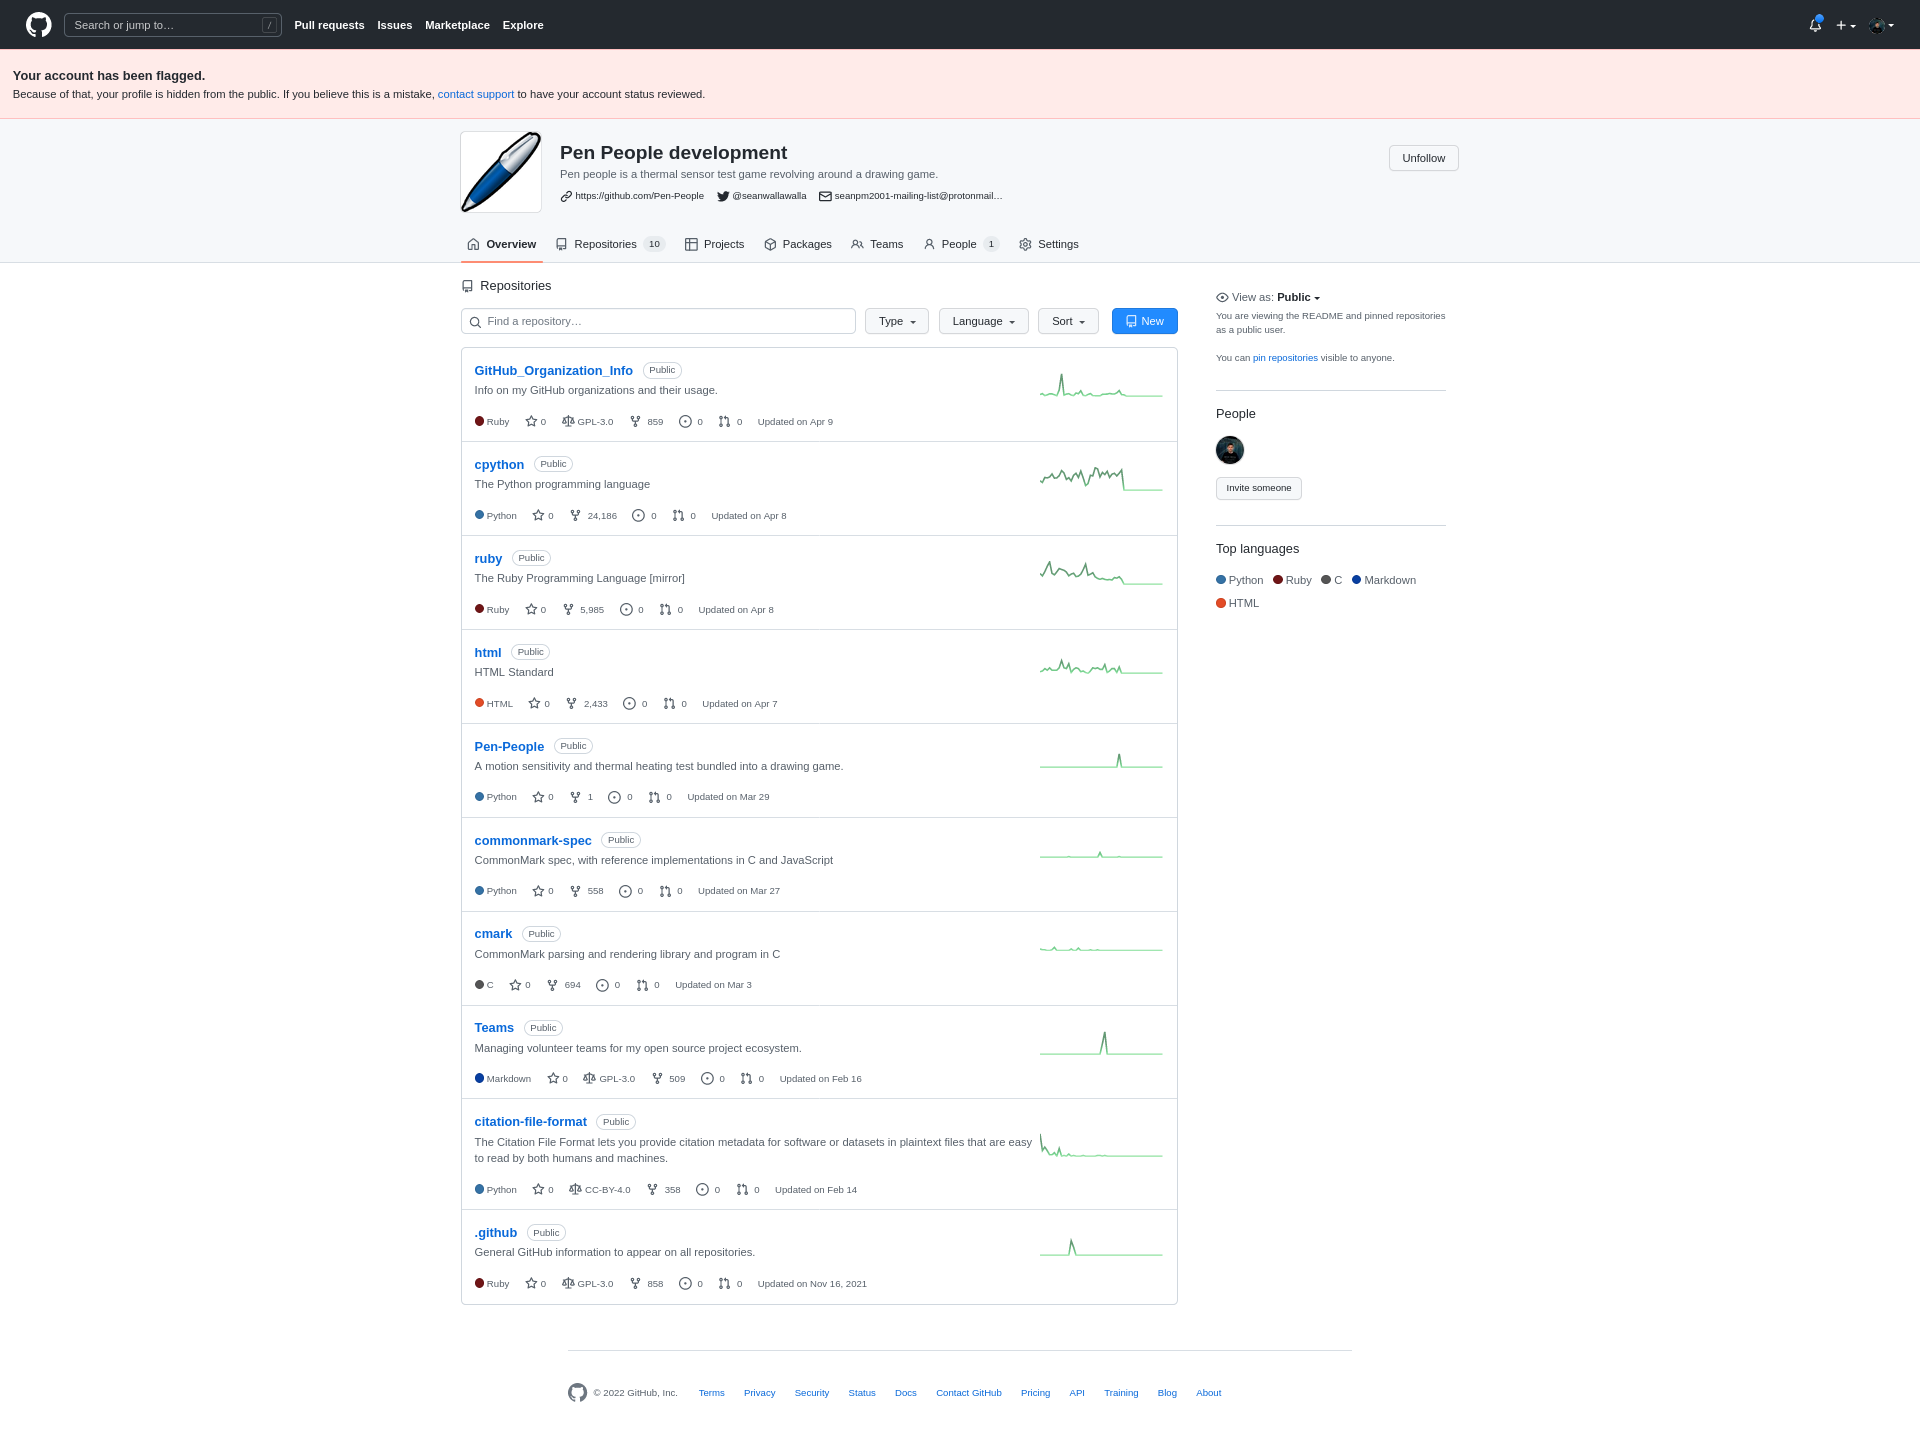 Search or jump to… /
Pull requests Issues Marketplace Explore
Your account has been flagged.
Because of that, your profile is hidden from the public. If you believe this is a mistake, contact support to have your account status reviewed.
Pen People development
Unfollow
Pen people is a thermal sensor test game revolving around a drawing game.
https://github.com/Pen-People @seanwallawalla seanpm2001-mailing-list@protonmail…
Overview Repositories 10 Projects Packages Teams People 1 Settings
Repositories
Find a repository… Type Language Sort New
GitHub_Organization_Info Public
Info on my GitHub organizations and their usage.
Ruby 0 GPL-3.0 859 0 0 Updated on Apr 9
cpython Public
The Python programming language
Python 0 24,186 0 0 Updated on Apr 8
ruby Public
The Ruby Programming Language [mirror]
Ruby 0 5,985 0 0 Updated on Apr 8
html Public
HTML Standard
HTML 0 2,433 0 0 Updated on Apr 7
Pen-People Public
A motion sensitivity and thermal heating test bundled into a drawing game.
Python 0 1 0 0 Updated on Mar 29
commonmark-spec Public
CommonMark spec, with reference implementations in C and JavaScript
Python 0 558 0 0 Updated on Mar 27
cmark Public
CommonMark parsing and rendering library and program in C
C 0 694 0 0 Updated on Mar 3
Teams Public
Managing volunteer teams for my open source project ecosystem.
Markdown 0 GPL-3.0 509 0 0 Updated on Feb 16
citation-file-format Public
The Citation File Format lets you provide citation metadata for software or datasets in plaintext files that are easy
to read by both humans and machines.
Python 0 CC-BY-4.0 358 0 0 Updated on Feb 14
.github Public
General GitHub information to appear on all repositories.
Ruby 0 GPL-3.0 858 0 0 Updated on Nov 16, 2021
View as: Public
You are viewing the README and pinned repositories
as a public user.
You can pin repositories visible to anyone.
People
Invite someone
Top languages
Python Ruby C Markdown
HTML
© 2022 GitHub, Inc. Terms Privacy Security Status Docs Contact GitHub Pricing API Training Blog About